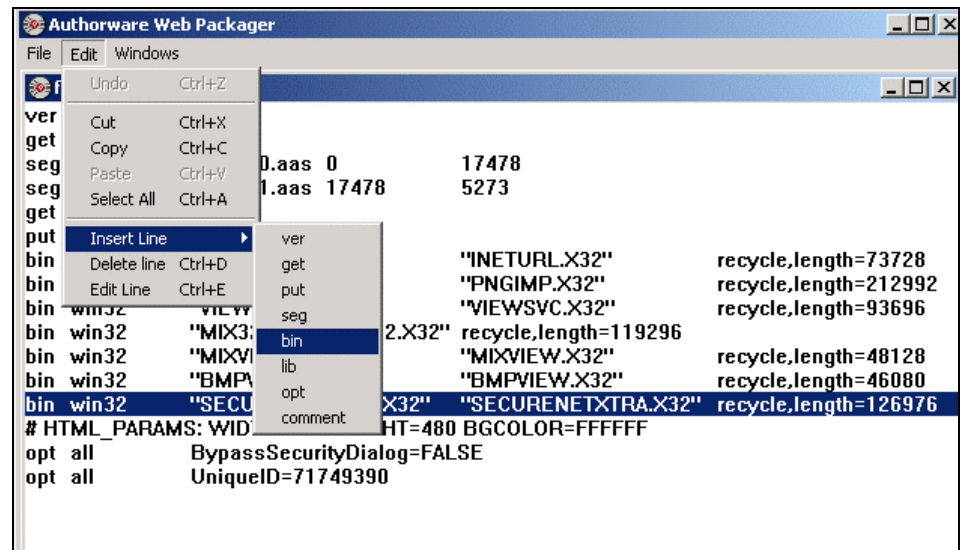 Authorware Web Packager
File Edit Windows
Undo Ctrl+Z
Cut Ctrl+X
Copy Ctrl+C
Paste Ctrl+V
Select All Ctrl+A
Insert Line
Delete line Ctrl+D
Edit Line Ctrl+E
ver
get
put
seg
bin
lib
opt
comment
ver
get
seg 0.aas 0 17478
seg 1.aas 17478 5273
get
put
bin "INETURL.X32" recycle,length=73728
bin "PNGIMP.X32" recycle,length=212992
bin win32 "VIEWSVC.X32" recycle,length=93696
bin win32 "MIX3 2.X32" recycle,length=119296
bin win32 "MIXVI "MIXVIEW.X32" recycle,length=48128
bin win32 "BMPV "BMPVIEW.X32" recycle,length=46080
bin win32 "SECU X32" "SECURENETXTRA.X32" recycle,length=126976
# HTML_PARAMS: WID HT=480 BGCOLOR=FFFFFF
opt all BypassSecurityDialog=FALSE
opt all UniqueID=71749390